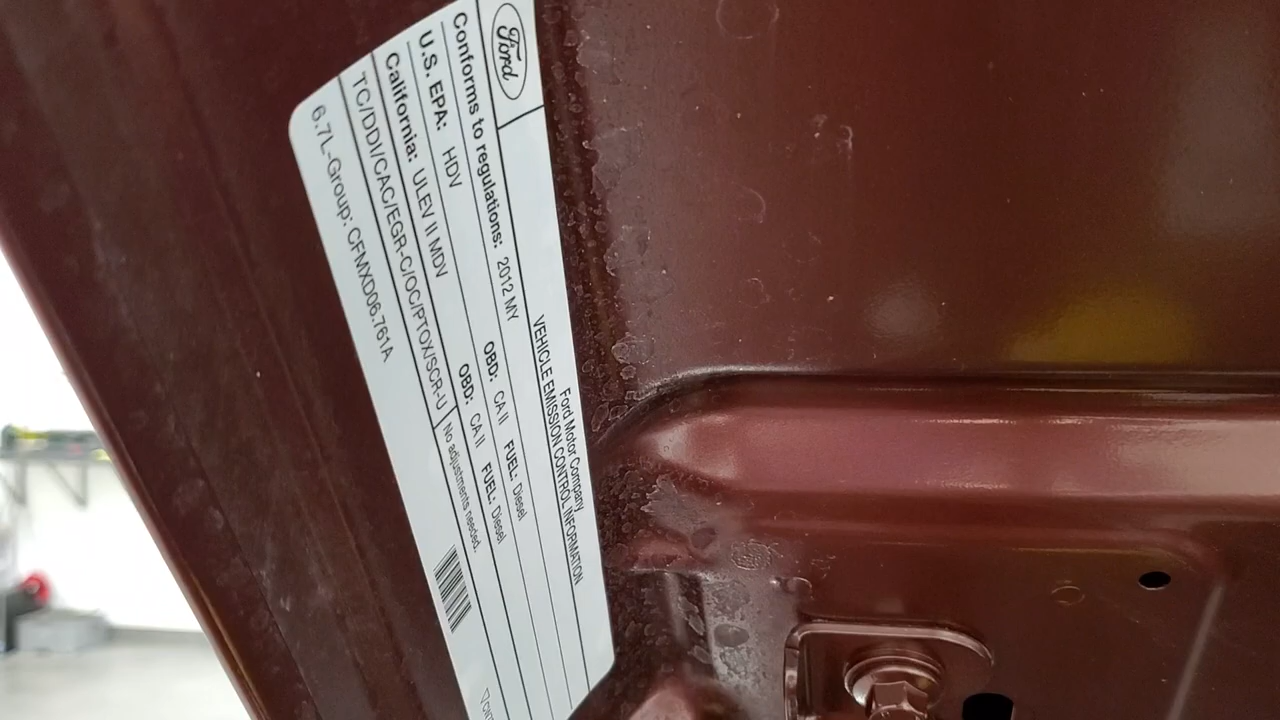 Ford
Ford Motor Company
VEHICLE EMISSION CONTROL INFORMATION
Conforms to regulations: 2012 MY
U.S. EPA: HDV OBD: CA II FUEL: Diesel
California: ULEV II MDV OBD: CA II FUEL: Diesel
TC/DDI/CAC/EGR-C/OC/PTOX/SCR-U No adjustments needed.
6.7L-Group: CFMXD06.761A